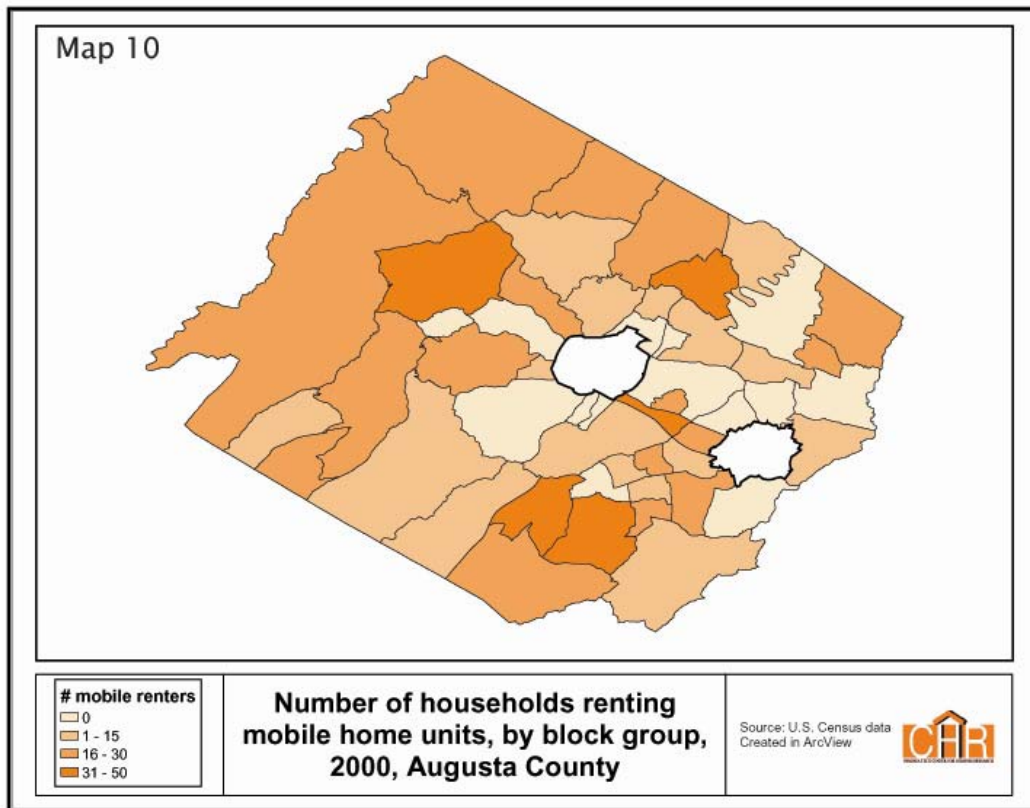 Map 10
# mobile renters
0
1 - 15
16 - 30
31 - 50
Number of households renting
mobile home units, by block group,
2000, Augusta County
Source: U.S. Census data
Created in ArcView
CHR